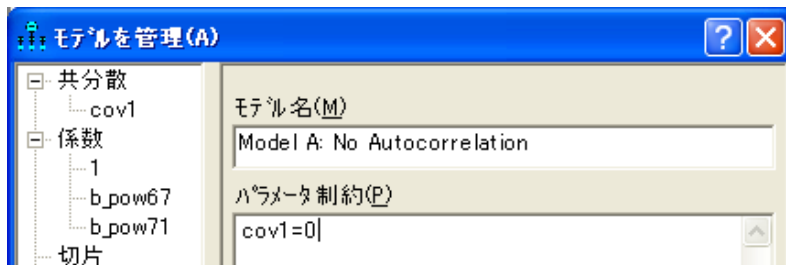 モデルを管理(A)
共分散
cov1
係数
1
b_pow67
b_pow71
切片
モデル名(M)
Model A: No Autocorrelation
パラメータ制約(P)
cov1=0